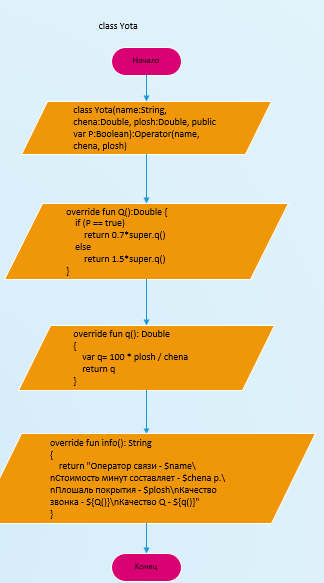 class Yota
Начало
class Yota(name:String,
chena:Double, plosh:Double, public
var P:Boolean):Operator(name,
chena, plosh)
override fun Q():Double {
if (P == true)
return 0.7*super.q()
else
return 1.5*super.q()
}
override fun q(): Double
{
var q= 100 * plosh / chena
return q
}
override fun info(): String
{
return "Оператор связи - $name\
nСтоимость минут составляет - $chena р.\
nПлошаль покрытия - $plosh\nКачество
звонка - ${Q()}\nКачество Q - ${q()}"
}
Конец